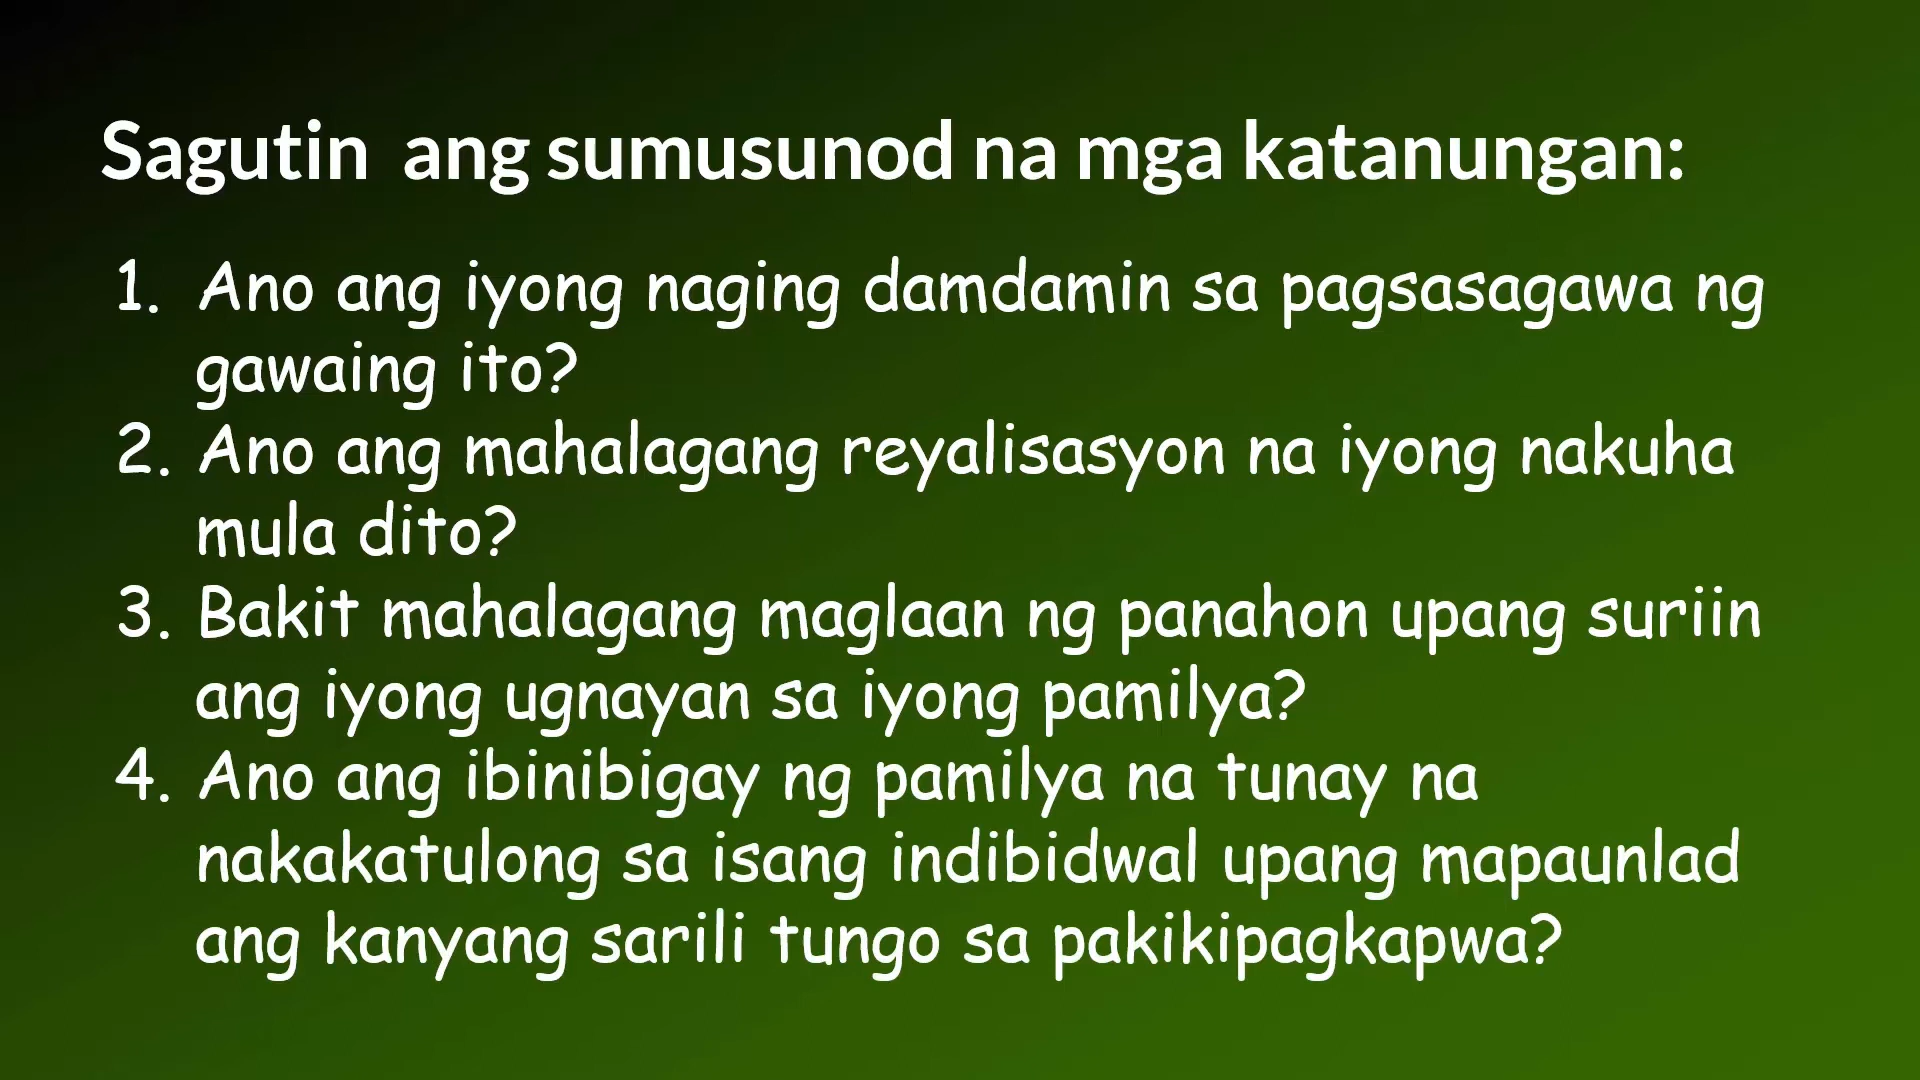 Sagutin ang sumusunod na mga katanungan:
1. Ano ang iyong naging damdamin sa pagsasagawa ng
gawaing ito?
2. Ano ang mahalagang reyalisasyon na iyong nakuha
mula dito?
3. Bakit mahalagang maglaan ng panahon upang suriin
ang iyong ugnayan sa iyong pamilya?
4. Ano ang ibinibigay ng pamilya na tunay na
nakakatulong sa isang indibidwal upang mapaunlad
ang kanyang sarili tungo sa pakikipagkapwa?